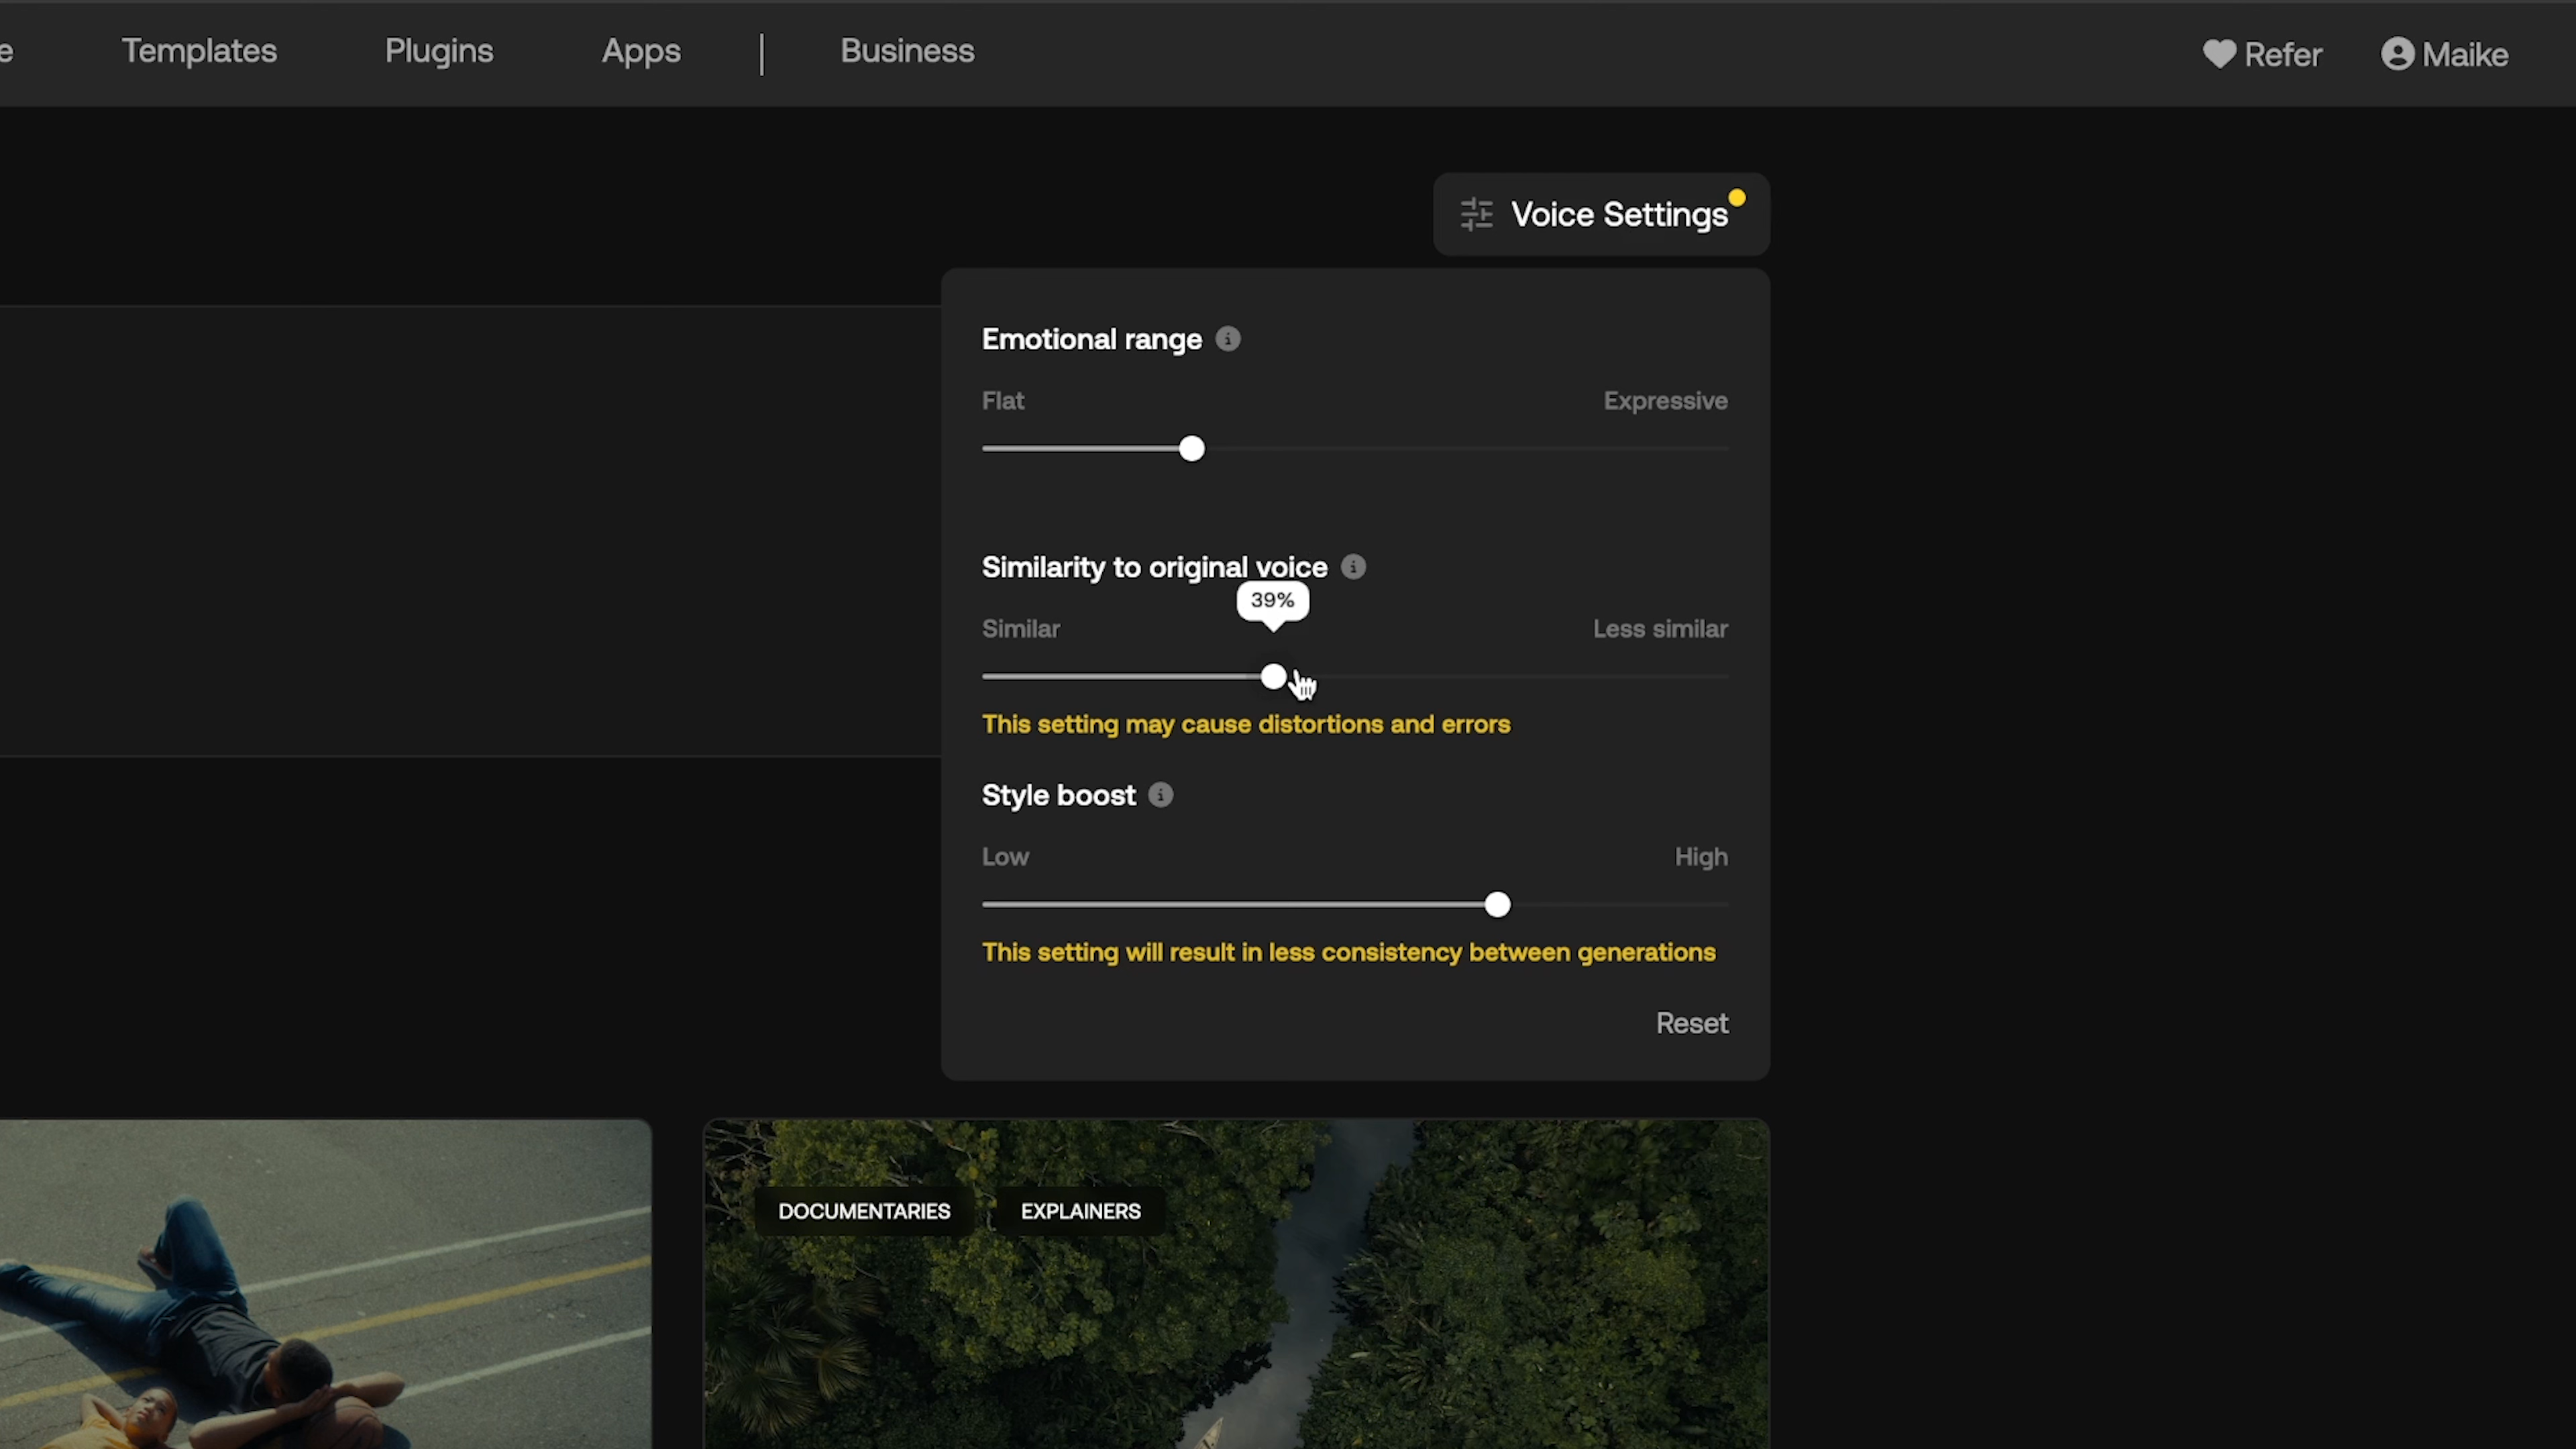 Templates
Plugins
Apps
Business
Refer
Maike
Voice Settings
Emotional range
Flat
Expressive
Similarity to original voice
39%
Similar
Less similar
This setting may cause distortions and errors
Style boost
Low
High
This setting will result in less consistency between generations
Reset
DOCUMENTARIES
EXPLAINERS